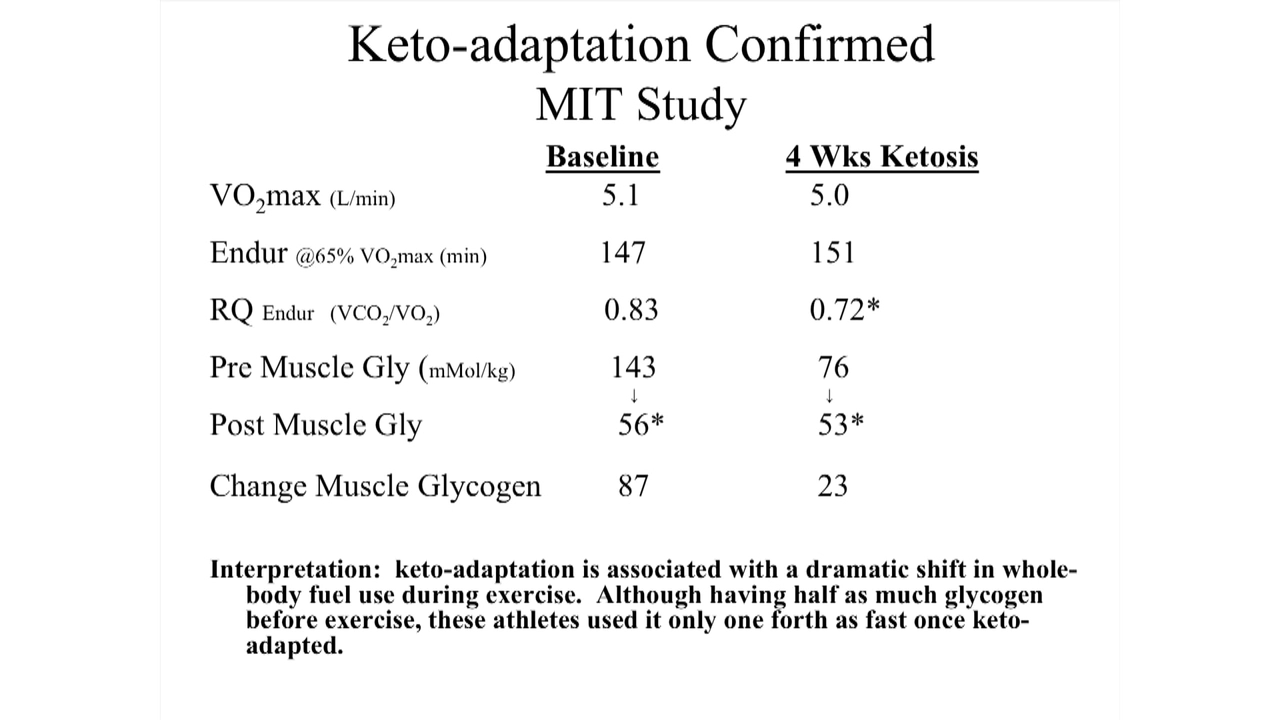 Keto-adaptation Confirmed
MIT Study
Baseline 4 Wks Ketosis
VO₂max (L/min) 5.1 5.0
Endur @65% VO₂max (min) 147 151
RQ Endur (VCO₂/VO₂) 0.83 0.72*
Pre Muscle Gly (mMol/kg) 143 76
↓ ↓
Post Muscle Gly 56* 53*
Change Muscle Glycogen 87 23
Interpretation: keto-adaptation is associated with a dramatic shift in whole-
body fuel use during exercise. Although having half as much glycogen
before exercise, these athletes used it only one forth as fast once keto-
adapted.